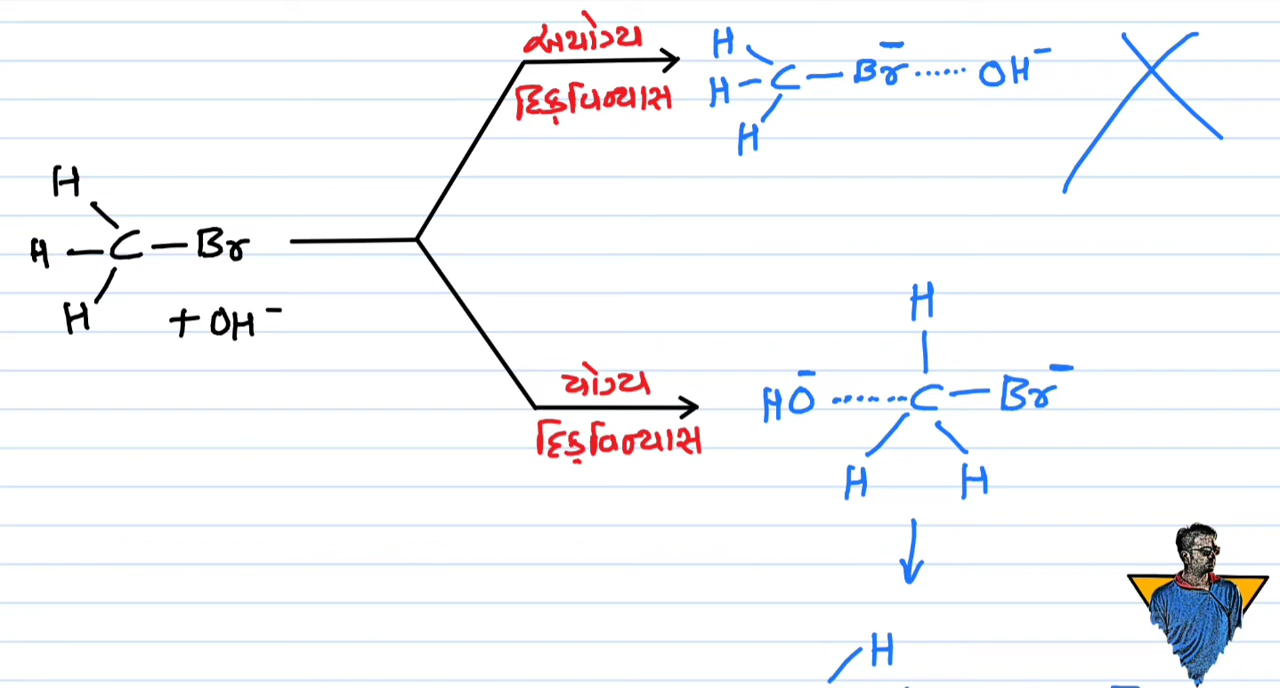 અયોગ્ય
દિક્વિન્યાસ
H
H – C – Br⁻ ...... OH⁻
H
H
H – C – Br
H + OH⁻
H
યોગ્ય
દિક્વિન્યાસ
HO⁻ ...... C – Br⁻
H H
↓
H